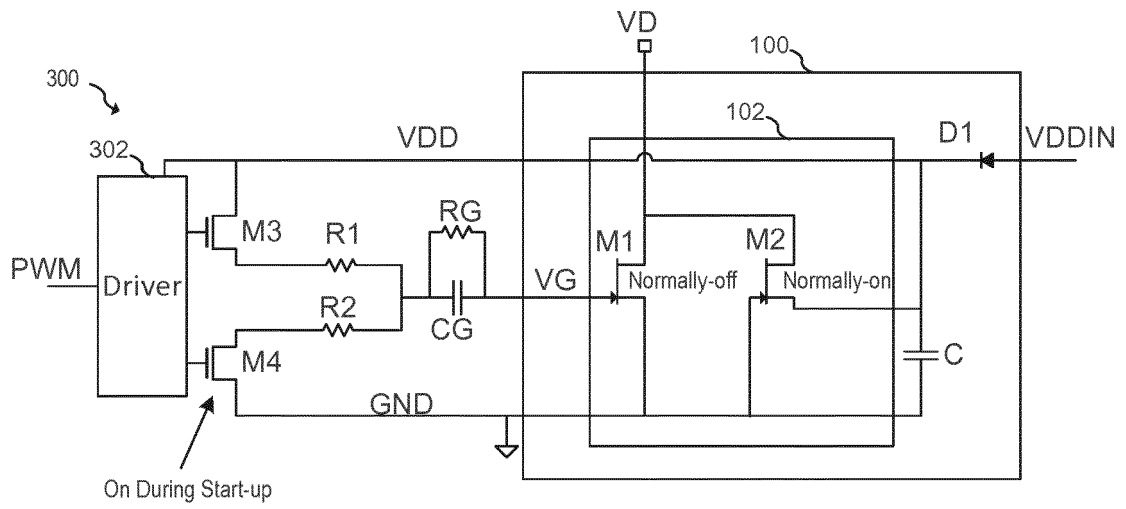 VD
100
300
102
D1
VDD
VDDIN
302
RG
M3
R1
M1
M2
PWM
Driver
VG
Normally-off
Normally-on
R2
CG
M4
C
GND
On During Start-up